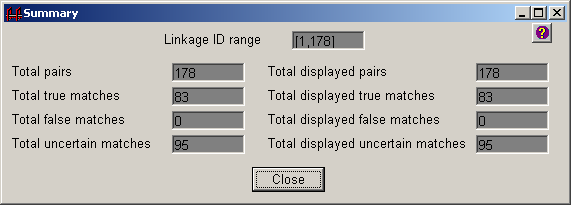 Summary
Linkage ID range [1,178]
Total pairs 178 Total displayed pairs 178
Total true matches 83 Total displayed true matches 83
Total false matches 0 Total displayed false matches 0
Total uncertain matches 95 Total displayed uncertain matches 95
Close